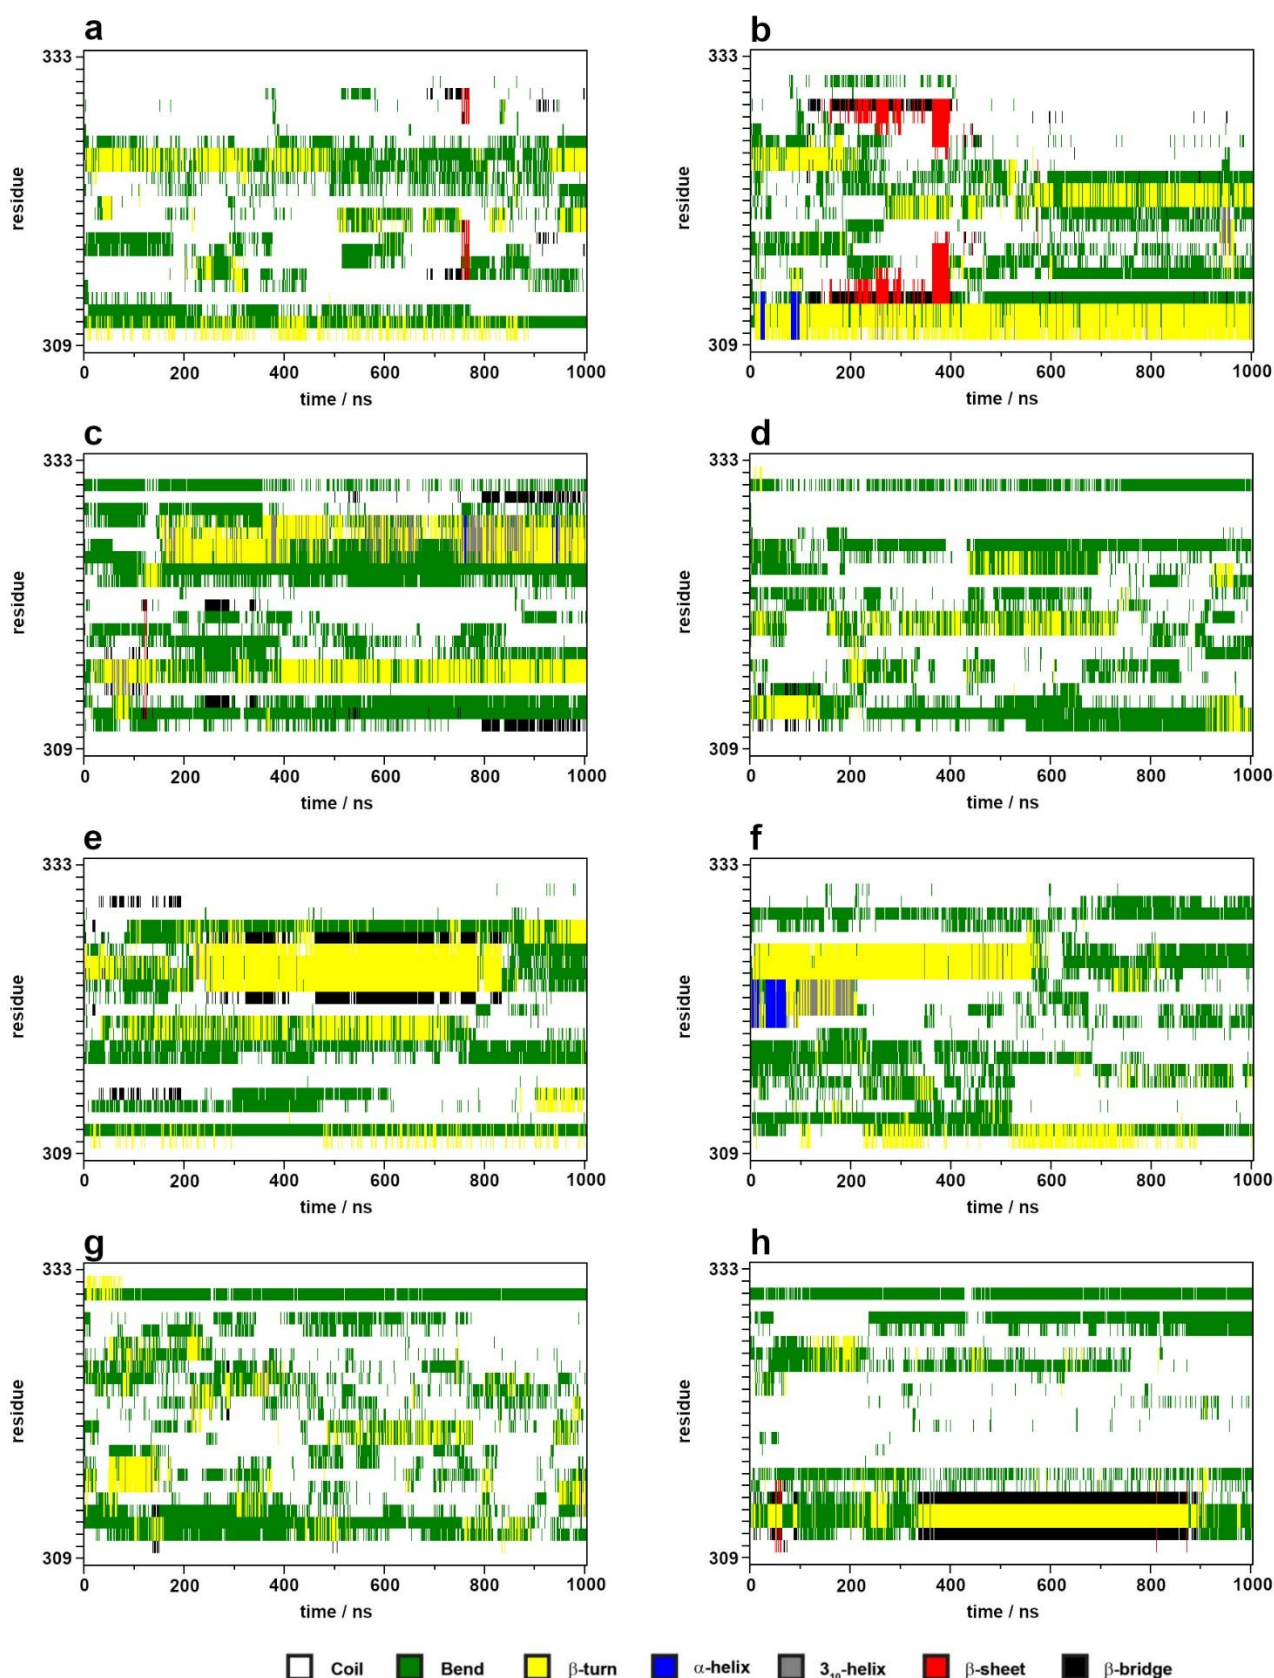 a b
333 333
residue residue
309 309
0 200 400 600 800 1000 0 200 400 600 800 1000
time / ns time / ns
c d
333 333
residue residue
309 309
0 200 400 600 800 1000 0 200 400 600 800 1000
time / ns time / ns
e f
333 333
residue residue
309 309
0 200 400 600 800 1000 0 200 400 600 800 1000
time / ns time / ns
g h
333 333
residue residue
309 309
0 200 400 600 800 1000 0 200 400 600 800 1000
time / ns time / ns
Coil Bend β-turn α-helix 3₁₀-helix β-sheet β-bridge